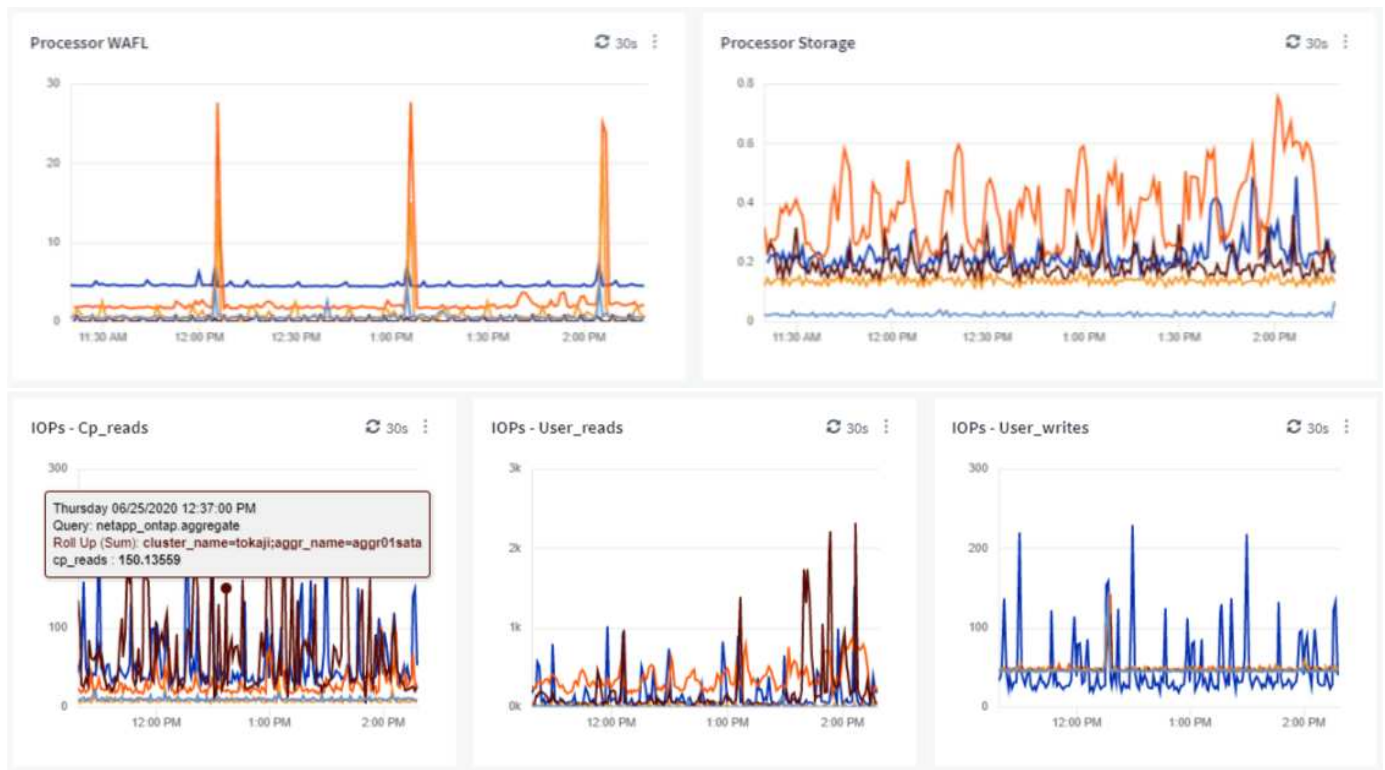 Processor WAFL
30s
30
20
10
0
11:30 AM
12:00 PM
12:30 PM
1:00 PM
1:30 PM
2:00 PM
Processor Storage
30s
0.8
0.6
0.4
0.2
0
11:30 AM
12:00 PM
12:30 PM
1:00 PM
1:30 PM
2:00 PM
IOPs - Cp_reads
30s
300
Thursday 06/25/2020 12:37:00 PM
Query: netapp_ontap.aggregate
Roll Up (Sum): cluster_name=tokaji;aggr_name=aggr01sata
cp_reads : 150.13559
100
0
12:00 PM
1:00 PM
2:00 PM
IOPs - User_reads
30s
3k
2k
1k
0k
12:00 PM
1:00 PM
2:00 PM
IOPs - User_writes
30s
300
200
100
0
12:00 PM
1:00 PM
2:00 PM